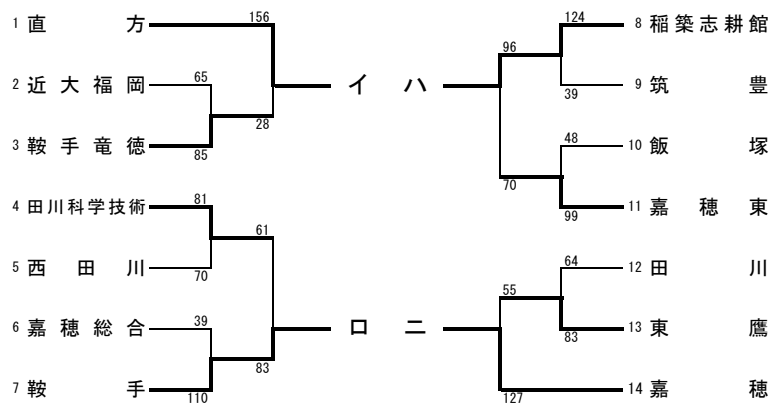 1 直方 156
2 近大福岡 65
28
3 鞍手竜徳 85
イ
4 田川科学技術 81
61
5 西田川 70
6 嘉穂総合 39
83
7 鞍手 110
ロ
124 8 稲築志耕館
96
39 9 筑豊
ハ
48 10 飯塚
70
99 11 嘉穂東
64 12 田川
55
83 13 東鷹
ニ
127 14 嘉穂